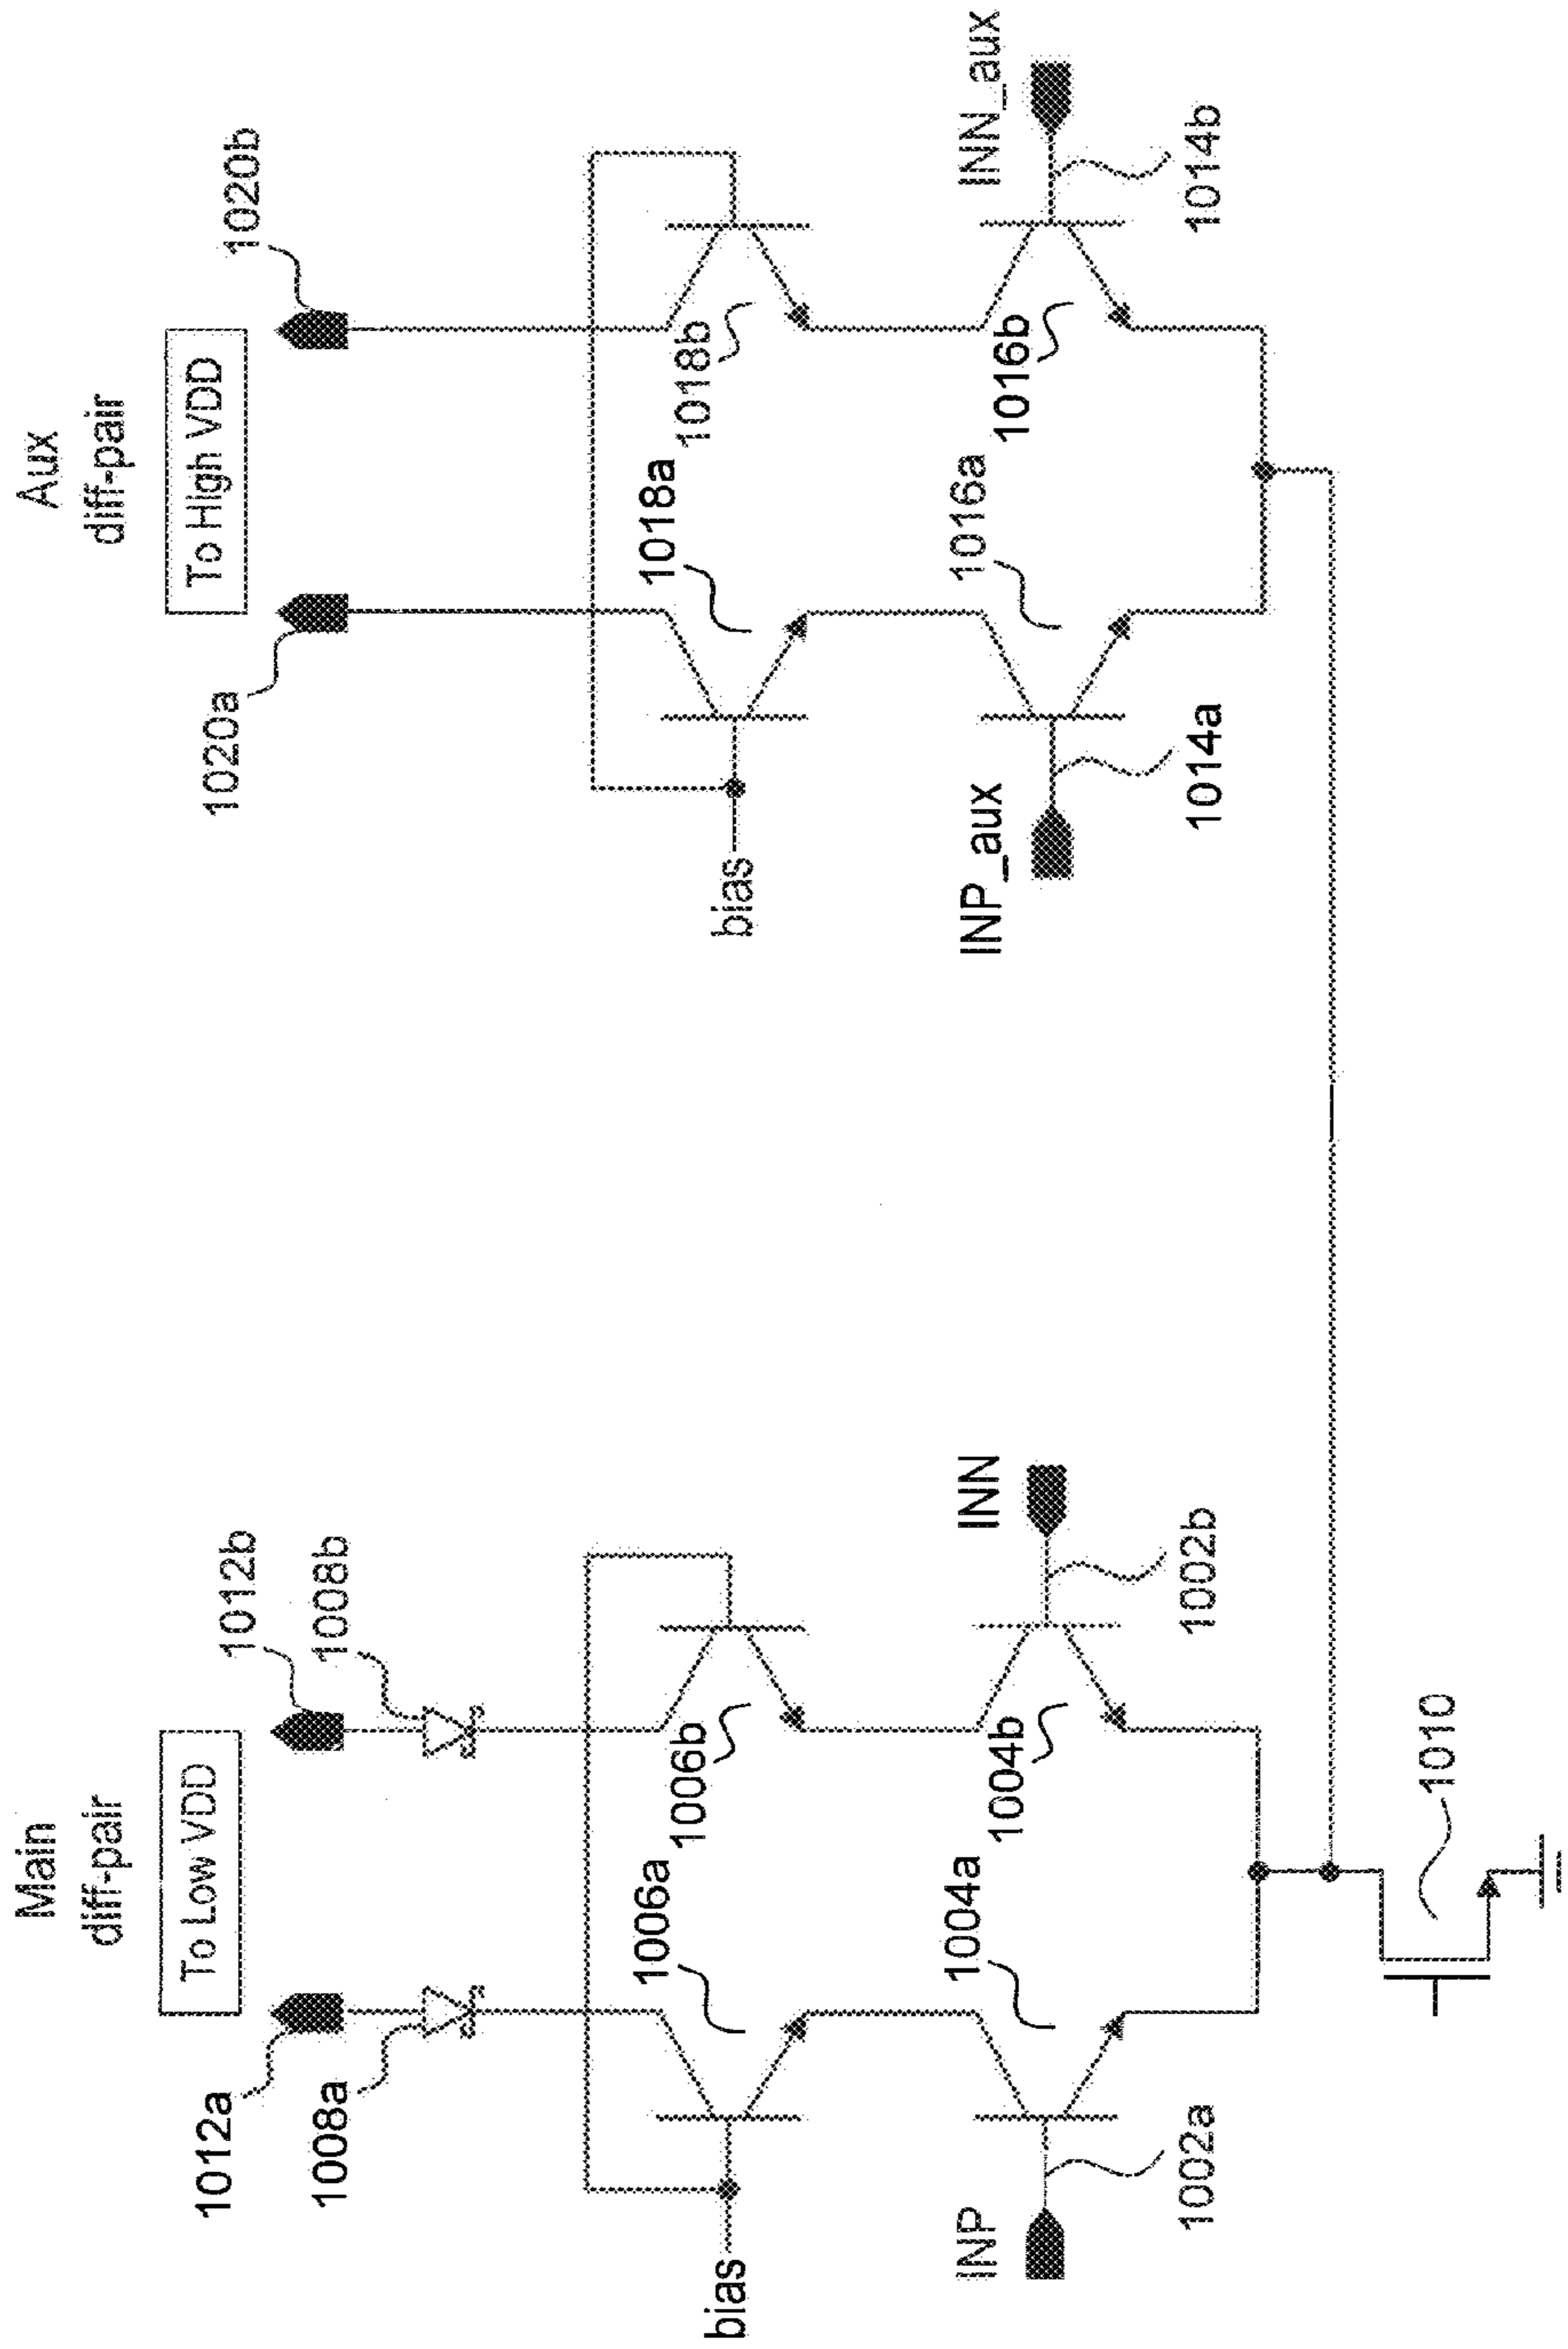 Main
diff-pair
To Low VDD
1012a
1012b
1008a
1008b
bias
1006a
1006b
INP
INN
1004a
1004b
1002a
1002b
1010
Aux
diff-pair
To High VDD
1020a
1020b
bias
1018a
1018b
INP_aux
INN_aux
1016a
1016b
1014a
1014b